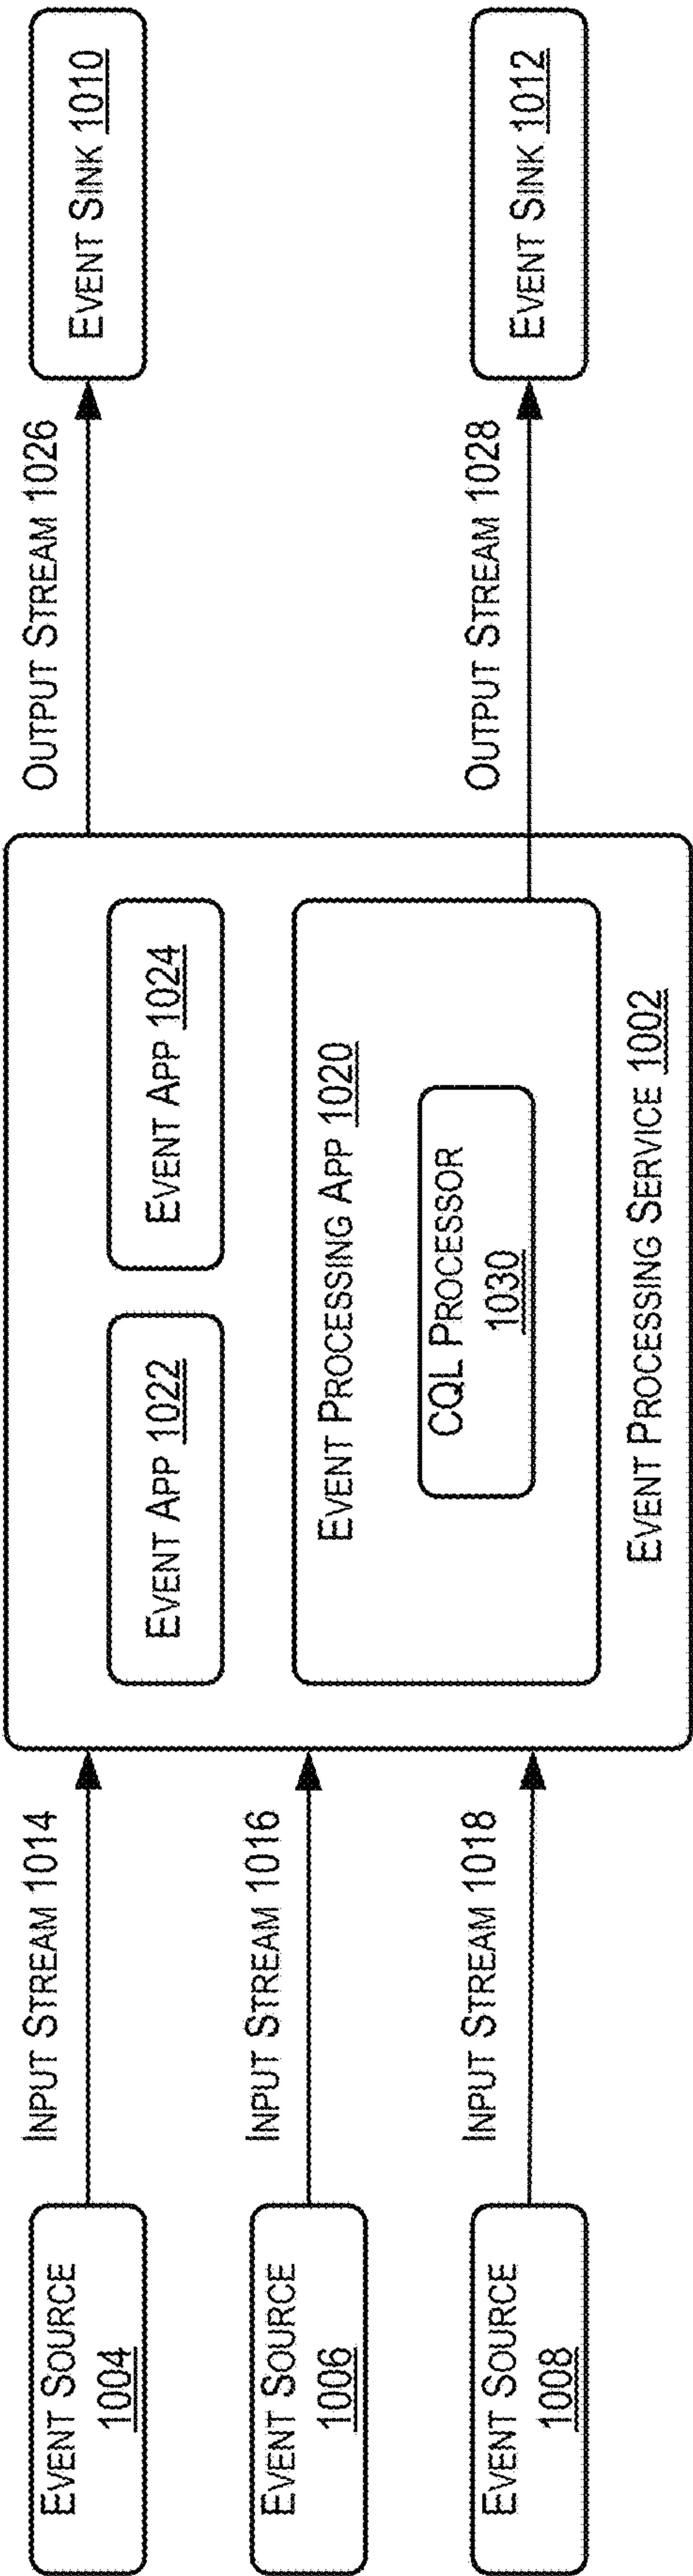 EVENT SOURCE
1004
INPUT STREAM 1014
EVENT SOURCE
1006
INPUT STREAM 1016
EVENT SOURCE
1008
INPUT STREAM 1018
EVENT APP 1022
EVENT APP 1024
EVENT PROCESSING APP 1020
CQL PROCESSOR
1030
EVENT PROCESSING SERVICE 1002
OUTPUT STREAM 1026
EVENT SINK 1010
OUTPUT STREAM 1028
EVENT SINK 1012